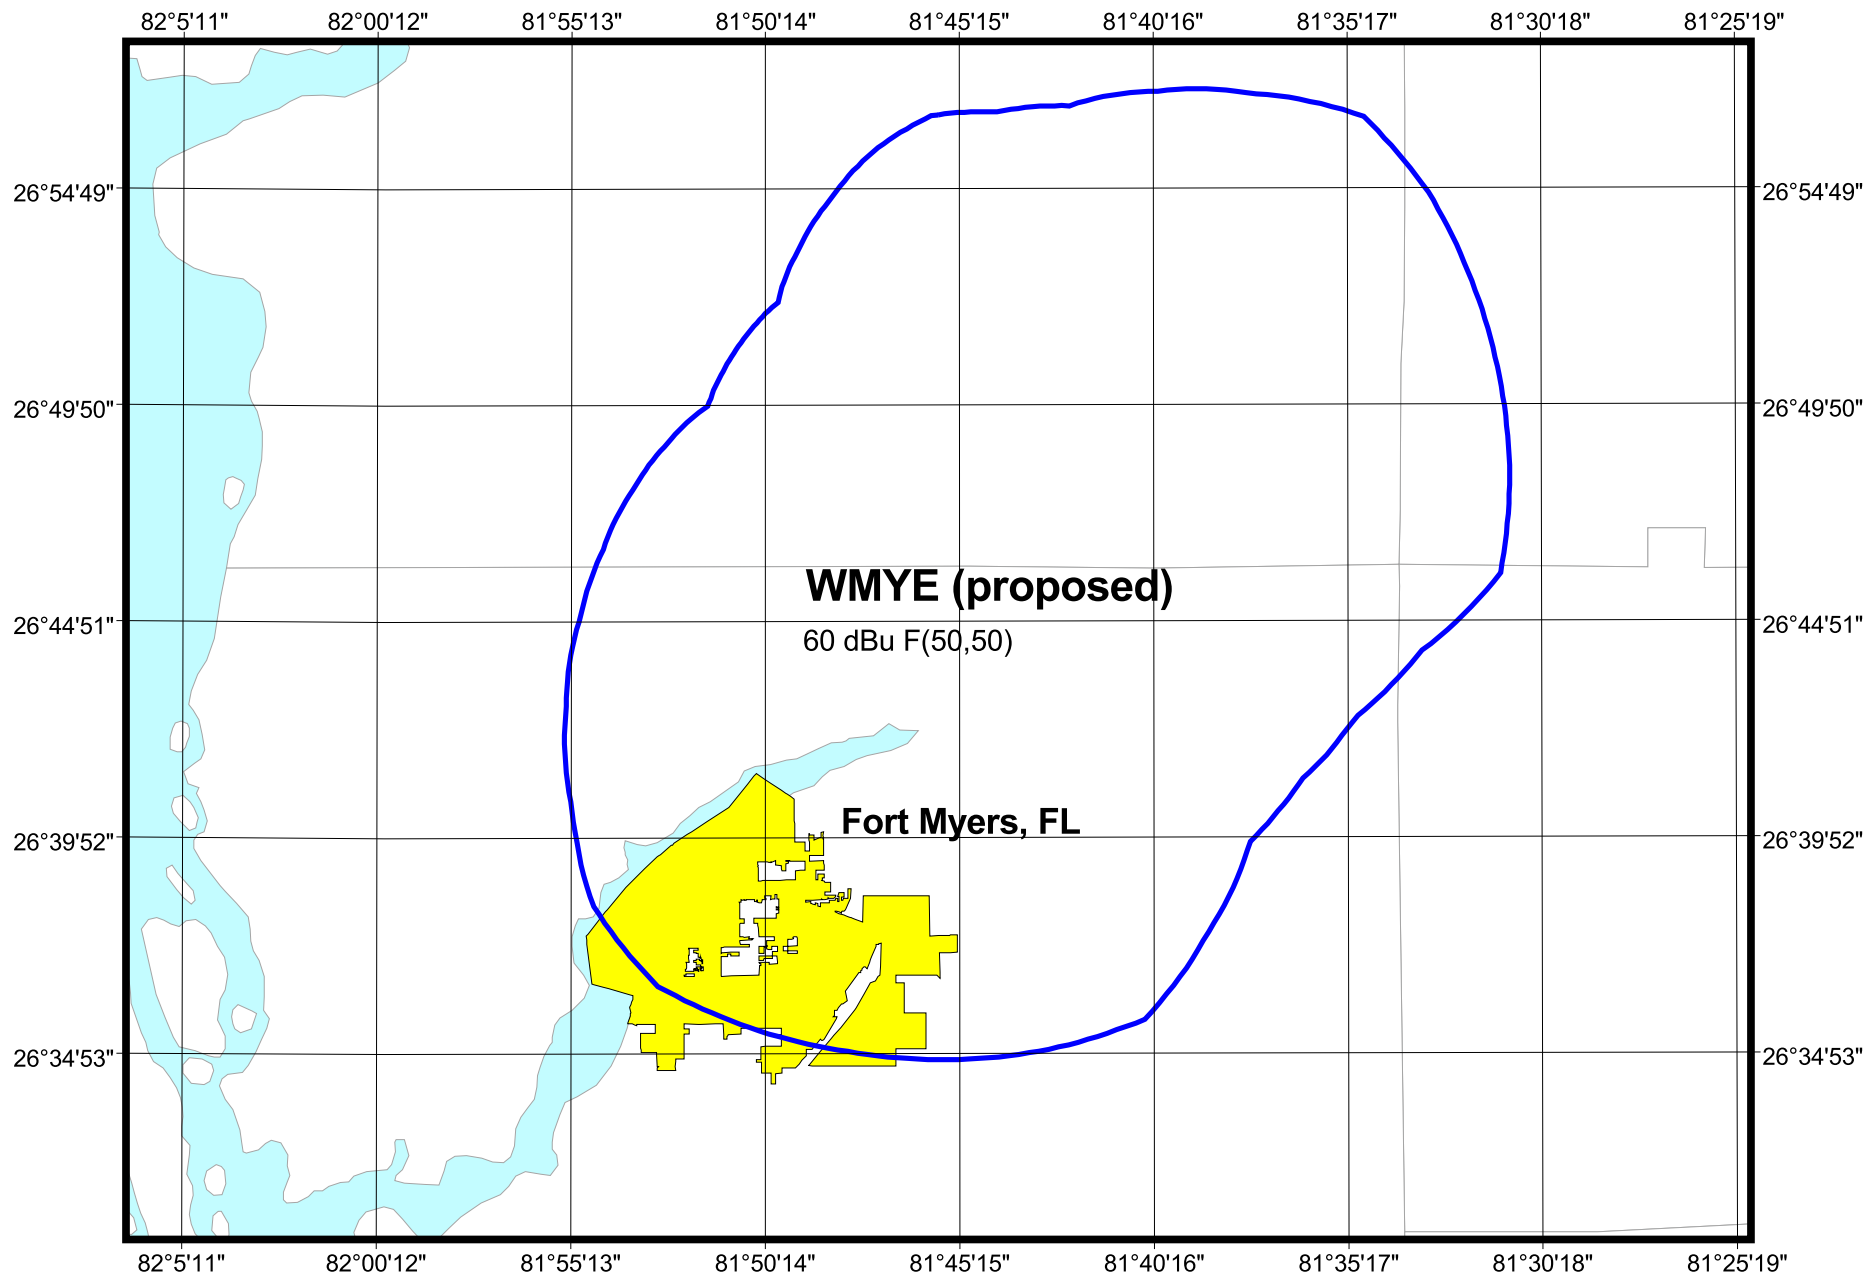 82°5'11" 82°00'12" 81°55'13" 81°50'14" 81°45'15" 81°40'16" 81°35'17" 81°30'18" 81°25'19"
26°54'49" 26°54'49"
26°49'50" 26°49'50"
WMYE (proposed)
26°44'51" 26°44'51"
60 dBu F(50,50)
Fort Myers, FL
26°39'52" 26°39'52"
26°34'53" 26°34'53"
82°5'11" 82°00'12" 81°55'13" 81°50'14" 81°45'15" 81°40'16" 81°35'17" 81°30'18" 81°25'19"